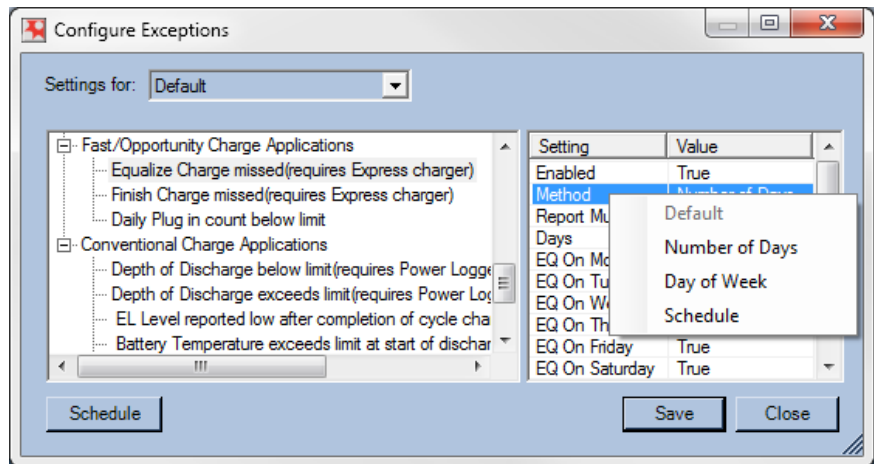 Configure Exceptions
Settings for: Default
Fast/Opportunity Charge Applications
Equalize Charge missed(requires Express charger)
Finish Charge missed(requires Express charger)
Daily Plug in count below limit
Conventional Charge Applications
Depth of Discharge below limit(requires Power Logge
Depth of Discharge exceeds limit(requires Power Log
EL Level reported low after completion of cycle cha
Battery Temperature exceeds limit at start of dischar
Setting Value
Enabled True
Method Number of Days
Report Mu
Days
EQ On Mo
EQ On Tu
EQ On We
EQ On Th
EQ On Friday True
EQ On Saturday True
Default
Number of Days
Day of Week
Schedule
Schedule Save Close